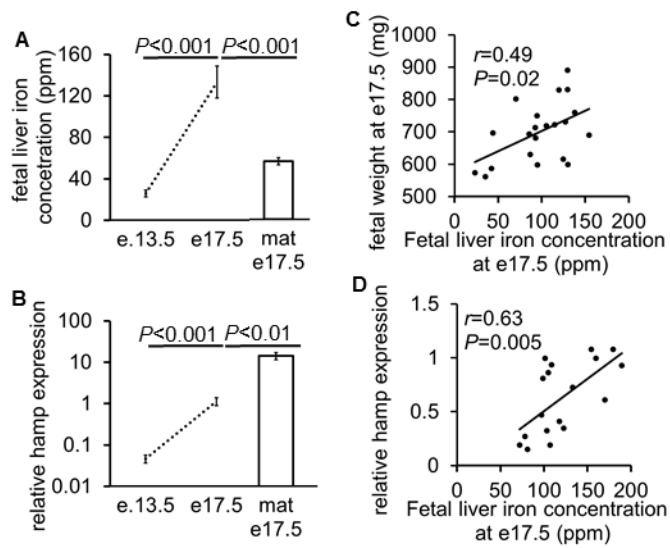 A
P<0.001 P<0.001
fetal liver iron
concetration (ppm)
160
120
80
40
0
e.13.5 e17.5 mat
e17.5
B
P<0.001 P<0.01
relative hamp expression
100
10
1
0.1
0.01
e.13.5 e17.5 mat
e17.5
C
r=0.49
P=0.02
fetal weight at e17.5 (mg)
1000
900
800
700
600
500
0 50 100 150 200
Fetal liver iron concentration
at e17.5 (ppm)
D
r=0.63
P=0.005
relative hamp expression
1.5
1
0.5
0
50 100 150 200
Fetal liver iron concentration
at e17.5 (ppm)